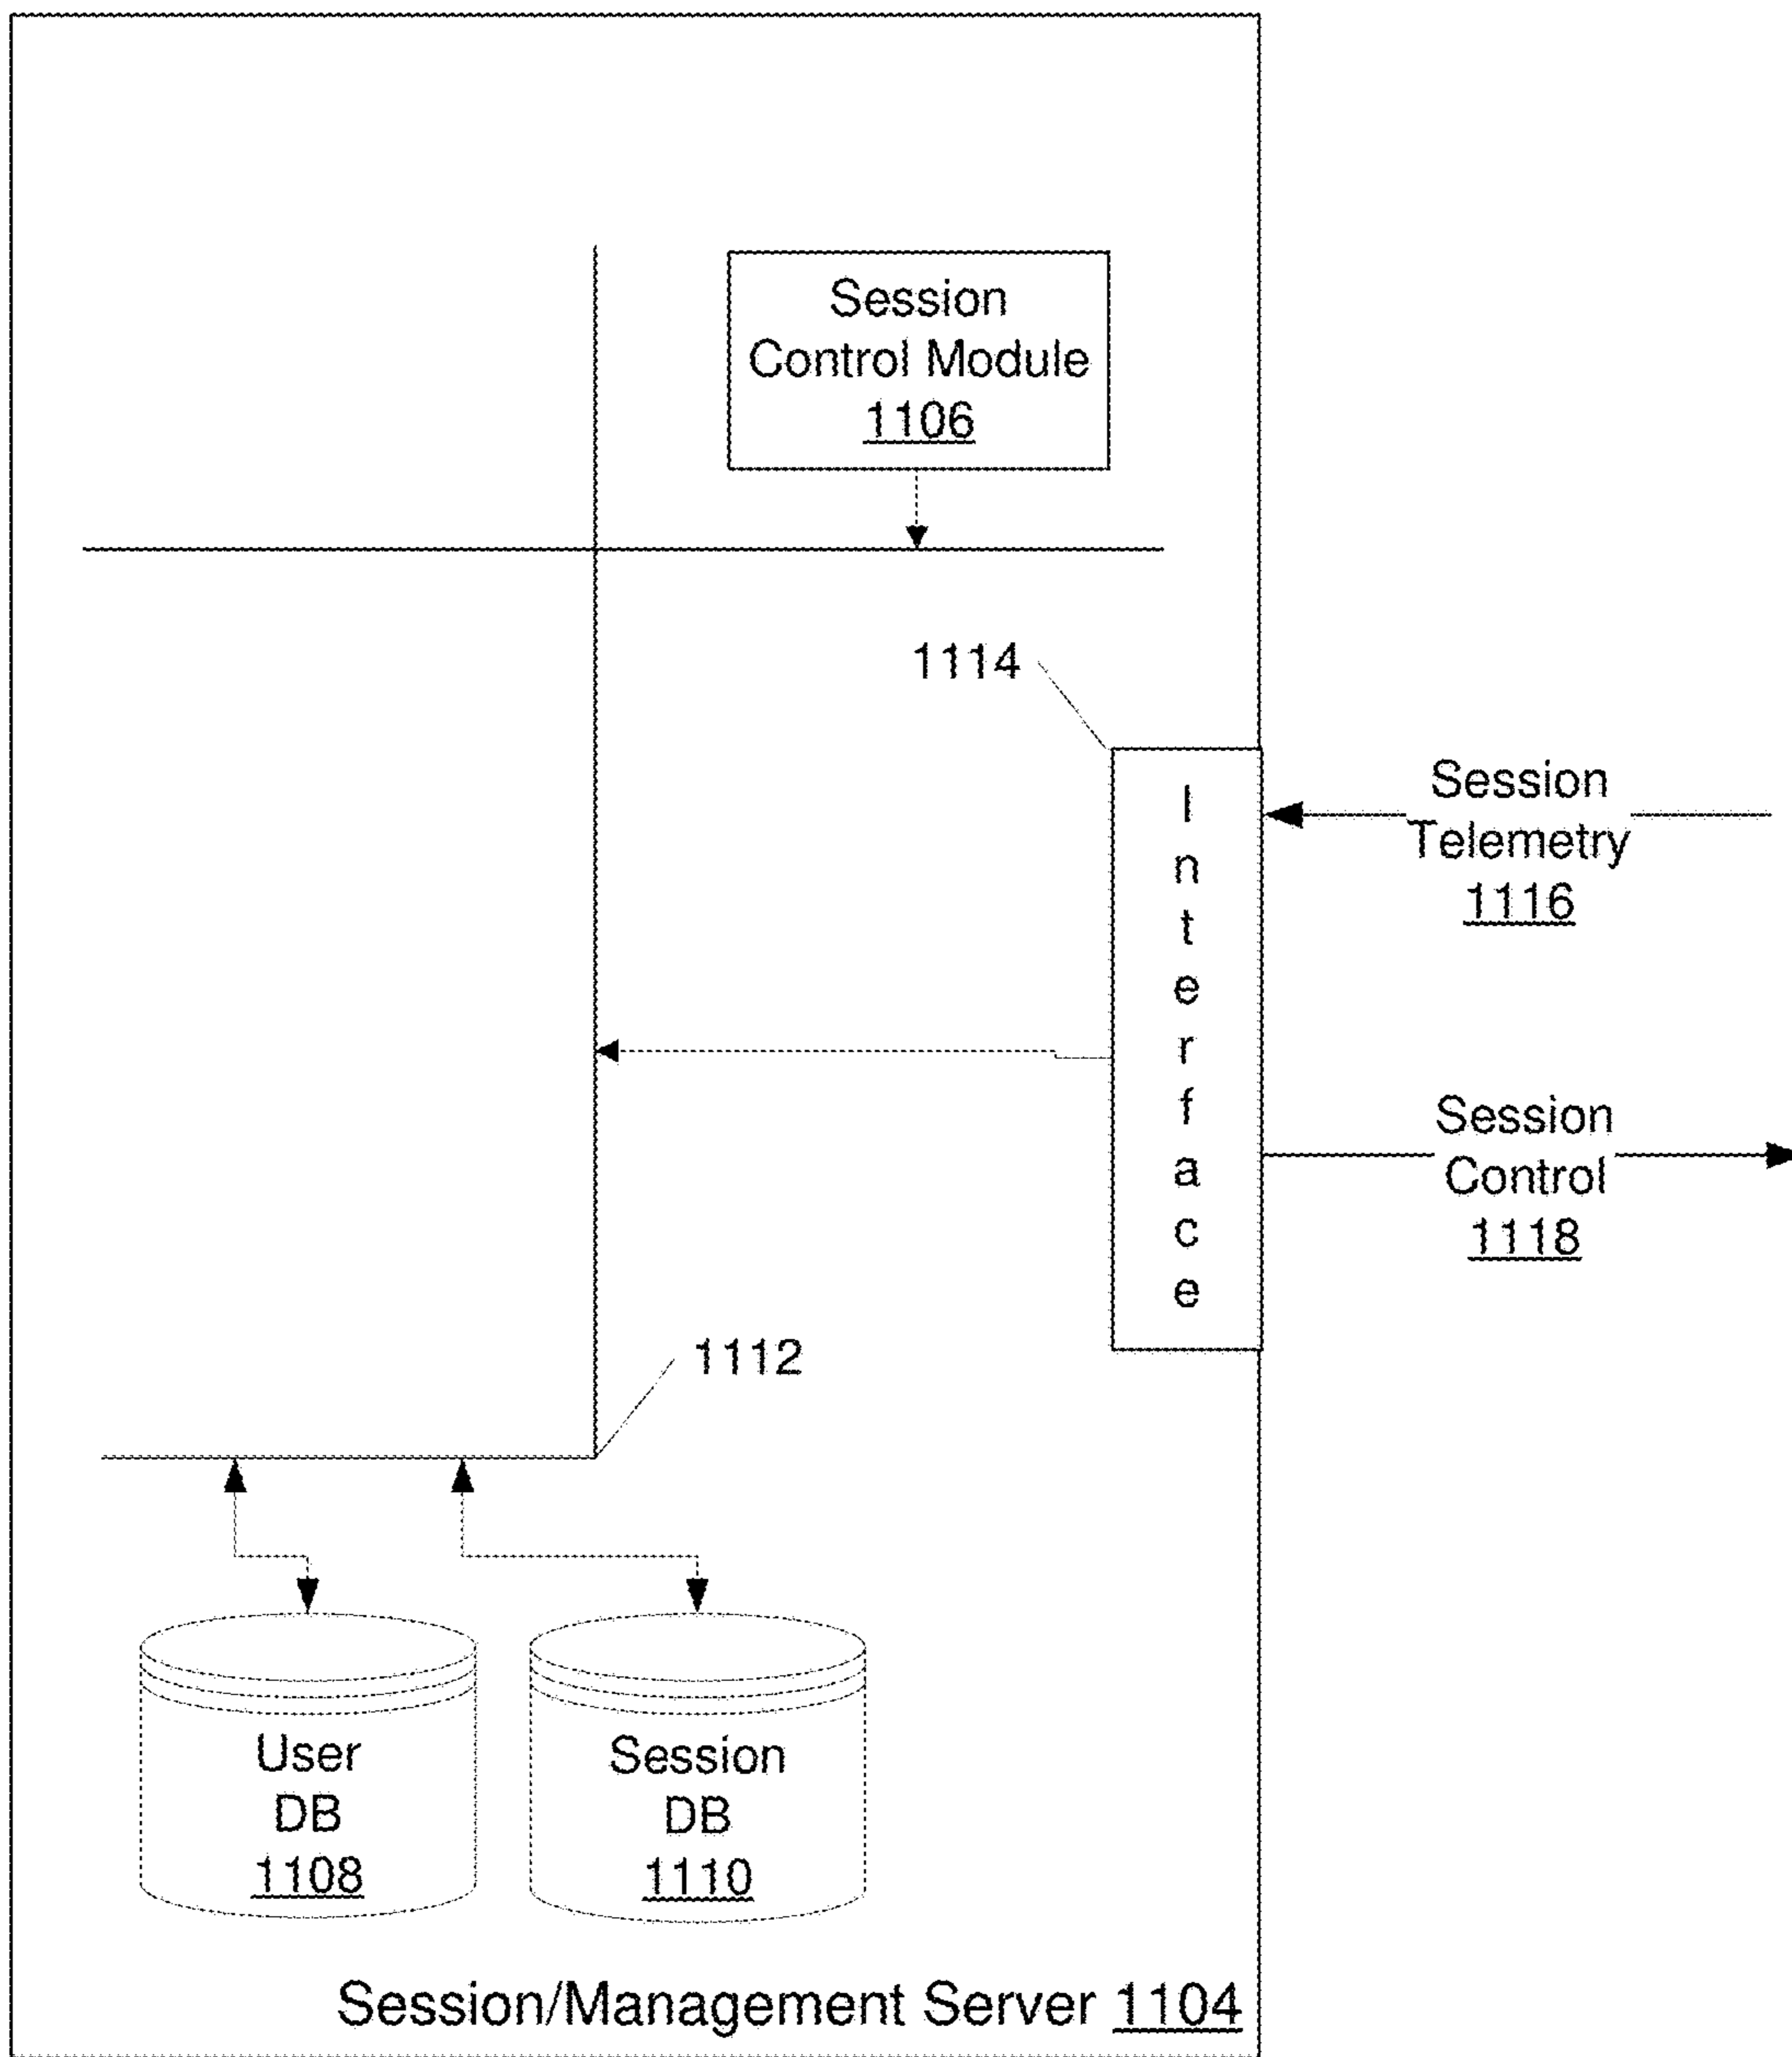 Session
Control Module
1106
1114
Interface
Session
Telemetry
1116
Session
Control
1118
1112
User
DB
1108
Session
DB
1110
Session/Management Server 1104